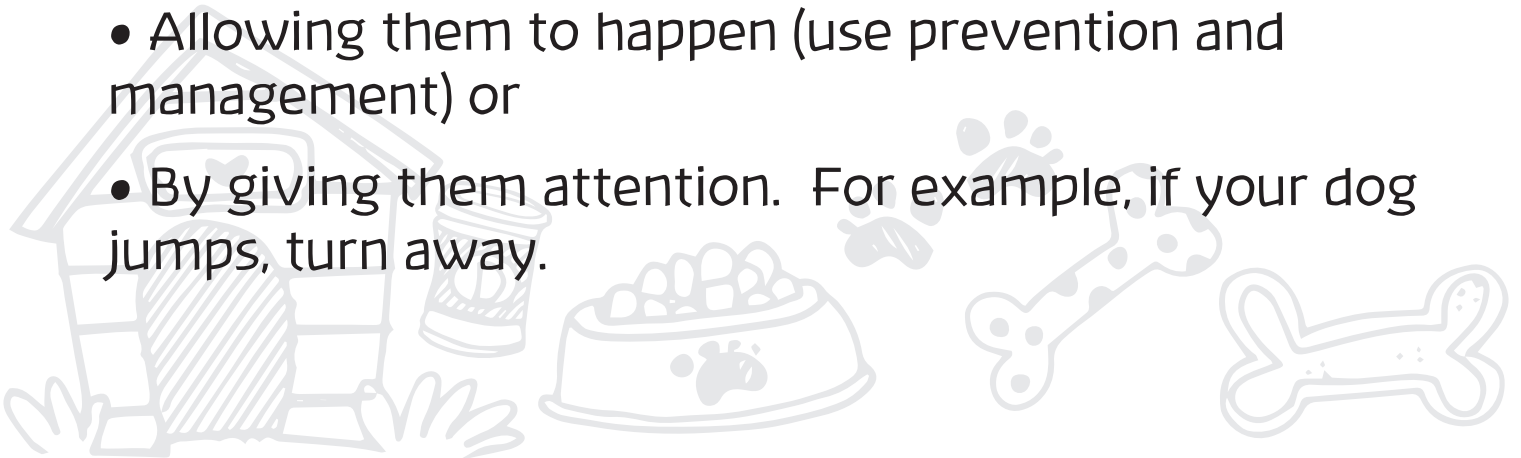 • Allowing them to happen (use prevention and
management) or
• By giving them attention.  For example, if your dog
jumps, turn away.